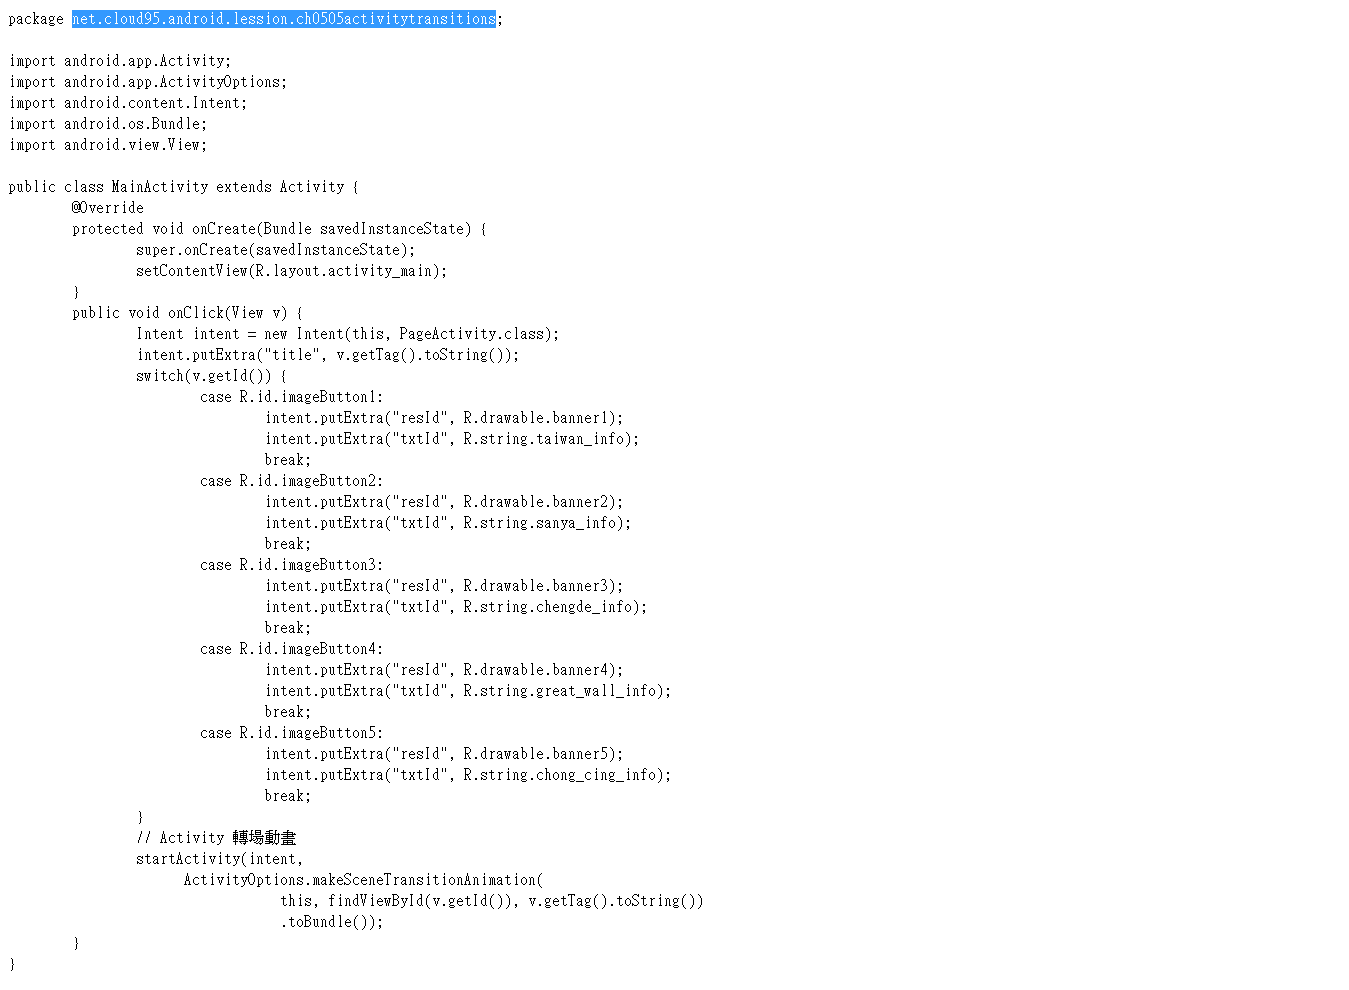 package net.cloud95.android.lession.ch0505activitytransitions;
import android.app.Activity;
import android.app.ActivityOptions;
import android.content.Intent;
import android.os.Bundle;
import android.view.View;
public class MainActivity extends Activity {
@Override
protected void onCreate(Bundle savedInstanceState) {
super.onCreate(savedInstanceState);
setContentView(R.layout.activity_main);
}
public void onClick(View v) {
Intent intent = new Intent(this, PageActivity.class);
intent.putExtra("title", v.getTag().toString());
switch(v.getId()) {
case R.id.imageButton1:
intent.putExtra("resId", R.drawable.banner1);
intent.putExtra("txtId", R.string.taiwan_info);
break;
case R.id.imageButton2:
intent.putExtra("resId", R.drawable.banner2);
intent.putExtra("txtId", R.string.sanya_info);
break;
case R.id.imageButton3:
intent.putExtra("resId", R.drawable.banner3);
intent.putExtra("txtId", R.string.chengde_info);
break;
case R.id.imageButton4:
intent.putExtra("resId", R.drawable.banner4);
intent.putExtra("txtId", R.string.great_wall_info);
break;
case R.id.imageButton5:
intent.putExtra("resId", R.drawable.banner5);
intent.putExtra("txtId", R.string.chong_cing_info);
break;
}
// Activity 轉場動畫
startActivity(intent,
ActivityOptions.makeSceneTransitionAnimation(
this, findViewById(v.getId()), v.getTag().toString())
.toBundle());
}
}